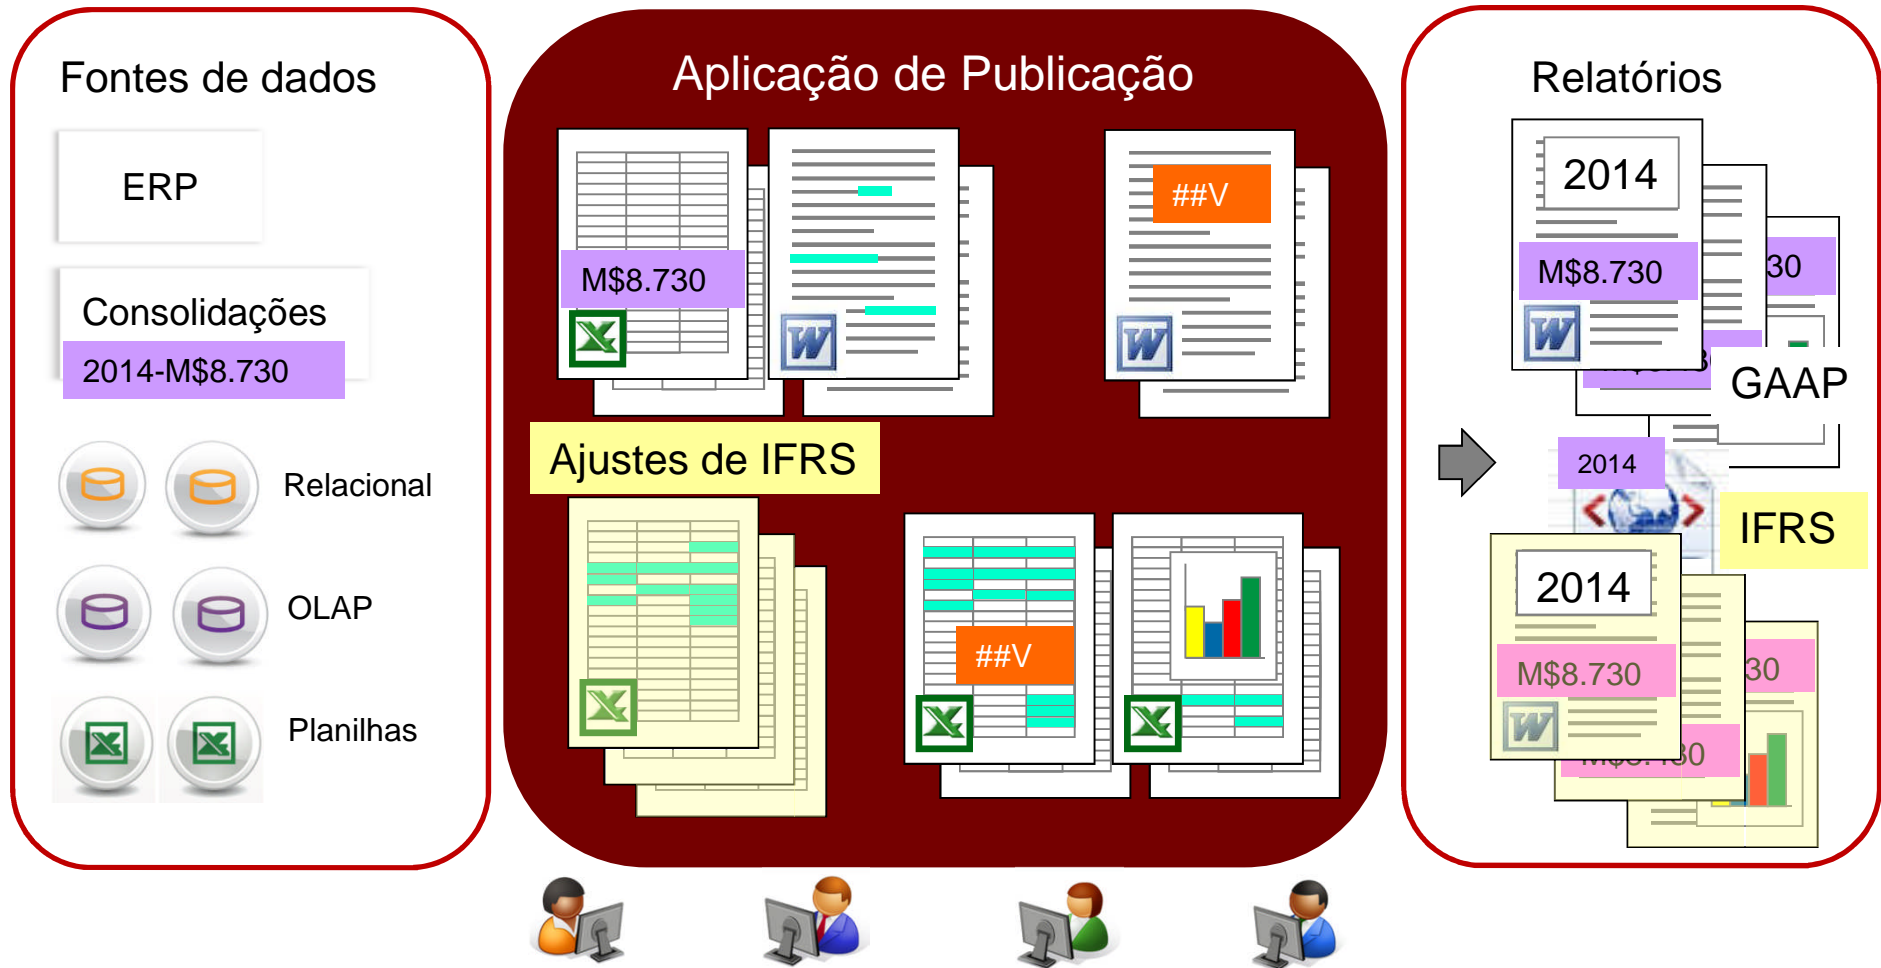 Fontes de dados
ERP
Consolidações
2014-M$8.730
Relacional
OLAP
Planilhas
Aplicação de Publicação
M$8.730
##V
Ajustes de IFRS
##V
Relatórios
2014
M$8.730
30
GAAP
2014
IFRS
2014
M$8.730
30